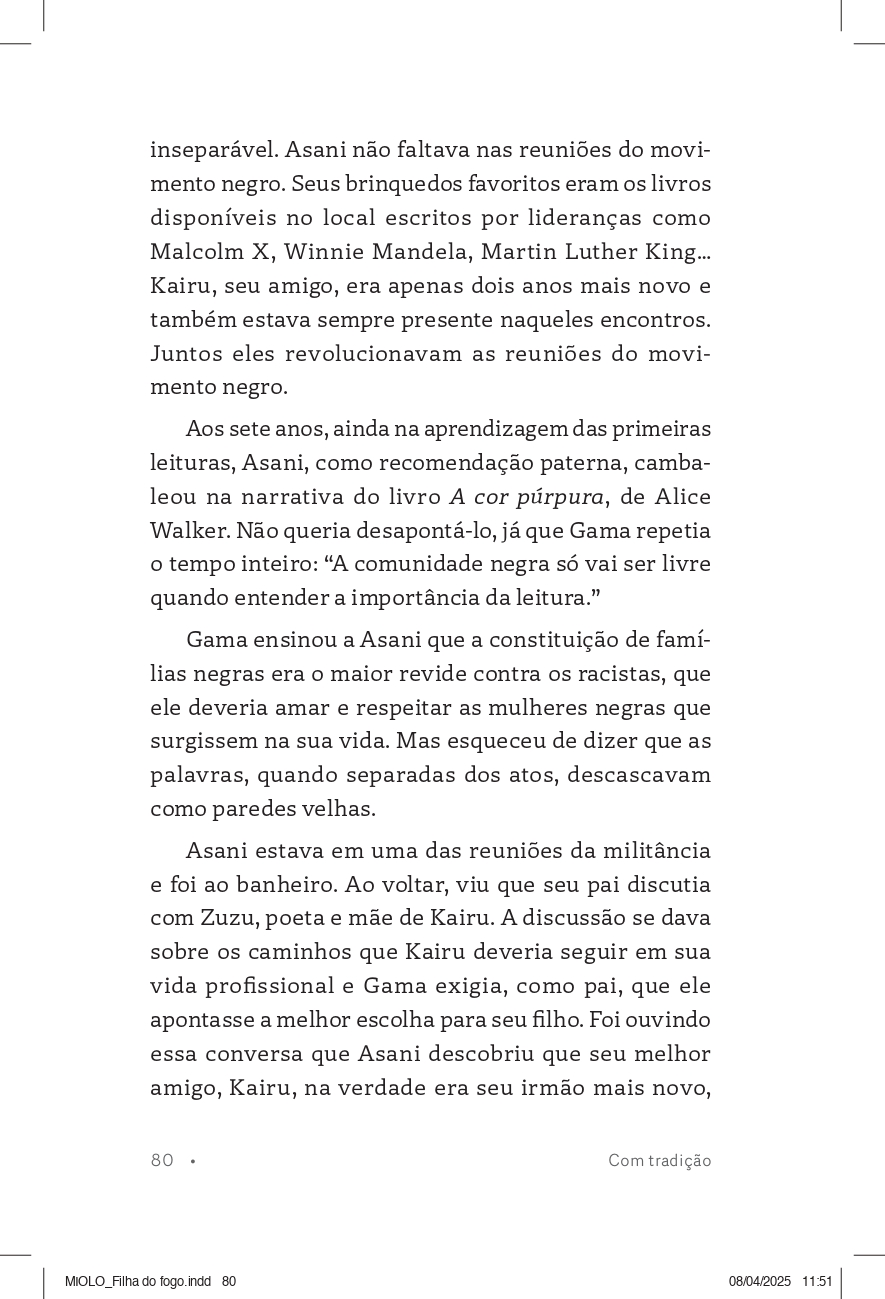 inseparável. Asani não faltava nas reuniões do movi-
mento negro. Seus brinquedos favoritos eram os livros
disponíveis no local escritos por lideranças como
Malcolm X, Winnie Mandela, Martin Luther King...
Kairu, seu amigo, era apenas dois anos mais novo e
também estava sempre presente naqueles encontros.
Juntos eles revolucionavam as reuniões do movi-
mento negro.
Aos sete anos, ainda na aprendizagem das primeiras
leituras, Asani, como recomendação paterna, camba-
leou na narrativa do livro A cor púrpura, de Alice
Walker. Não queria desapontá-lo, já que Gama repetia
o tempo inteiro: “A comunidade negra só vai ser livre
quando entender a importância da leitura.”
Gama ensinou a Asani que a constituição de famí-
lias negras era o maior revide contra os racistas, que
ele deveria amar e respeitar as mulheres negras que
surgissem na sua vida. Mas esqueceu de dizer que as
palavras, quando separadas dos atos, descascavam
como paredes velhas.
Asani estava em uma das reuniões da militância
e foi ao banheiro. Ao voltar, viu que seu pai discutia
com Zuzu, poeta e mãe de Kairu. A discussão se dava
sobre os caminhos que Kairu deveria seguir em sua
vida profissional e Gama exigia, como pai, que ele
apontasse a melhor escolha para seu filho. Foi ouvindo
essa conversa que Asani descobriu que seu melhor
amigo, Kairu, na verdade era seu irmão mais novo,
80 • Com tradição
MIOLO_Filha do fogo.indd 80 08/04/2025 11:51